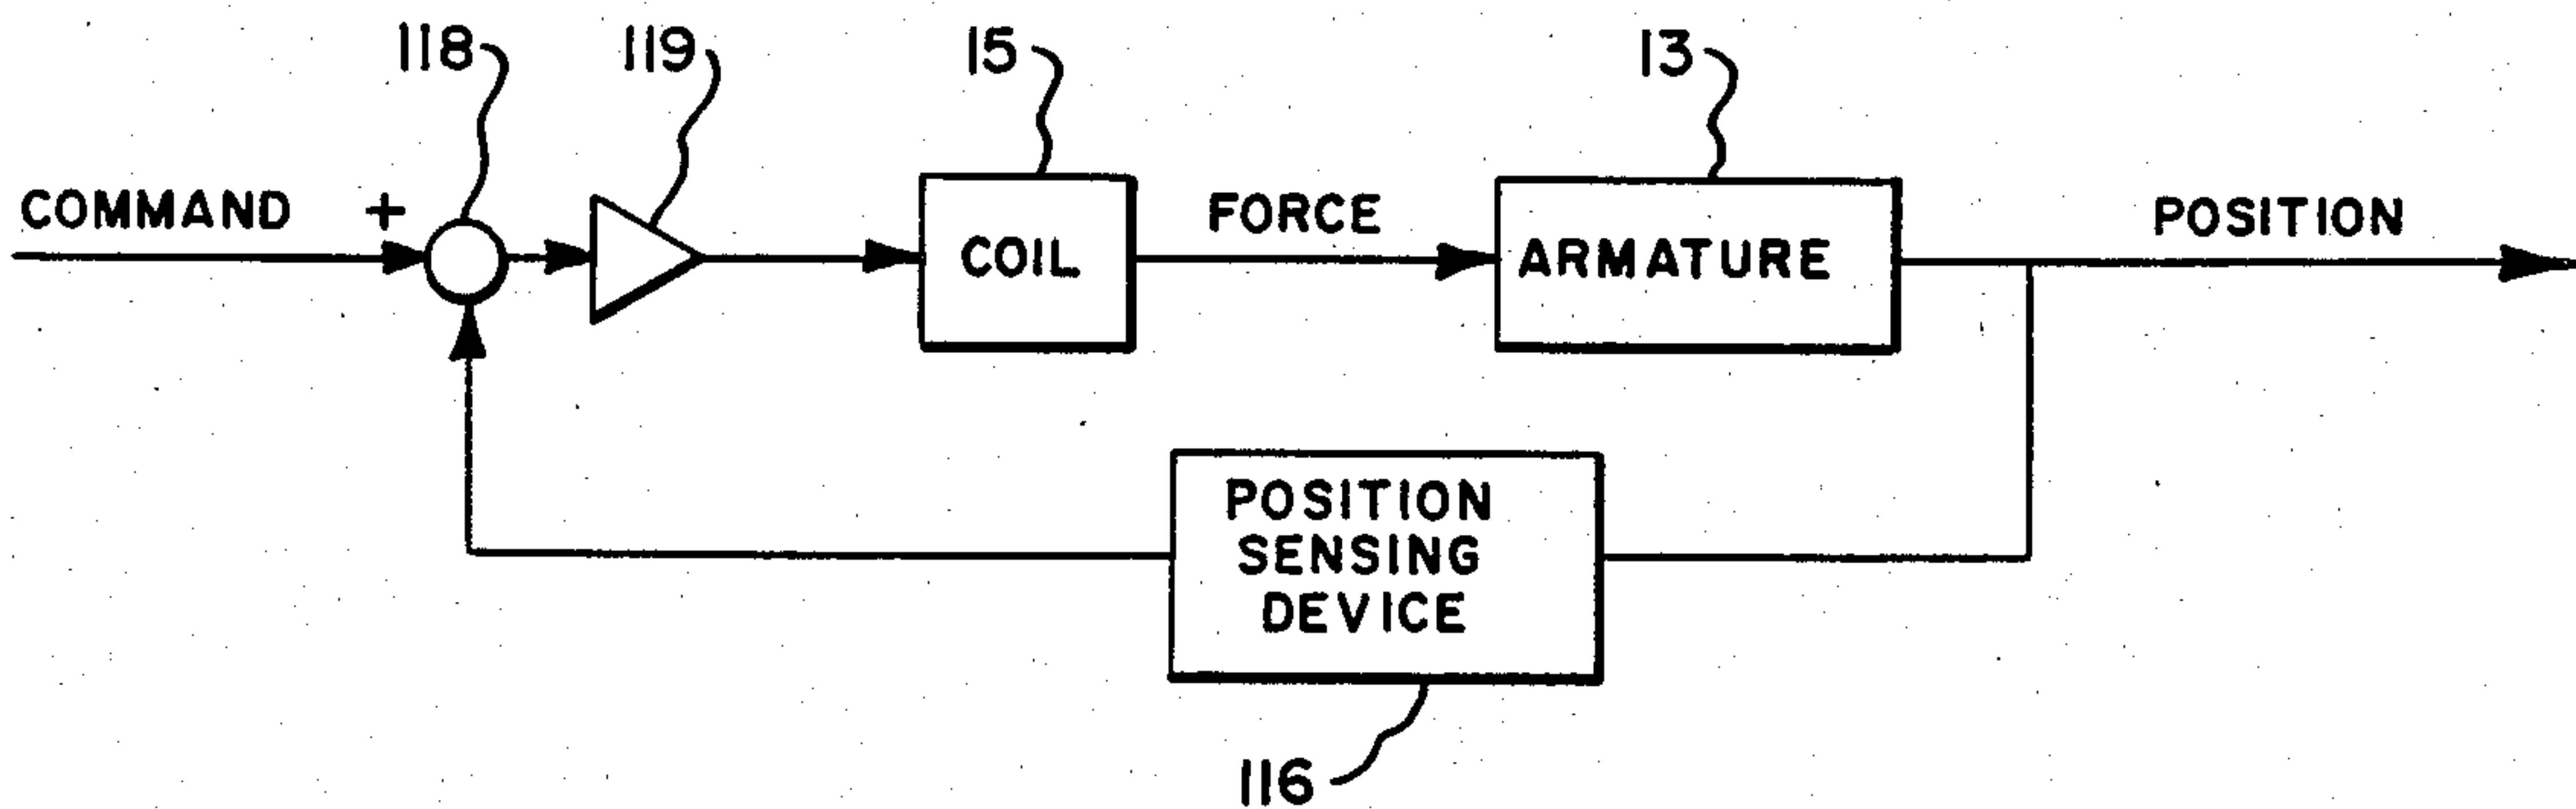 118
119
15
13
COMMAND
+
FORCE
POSITION
COIL
ARMATURE
POSITION
SENSING
DEVICE
116